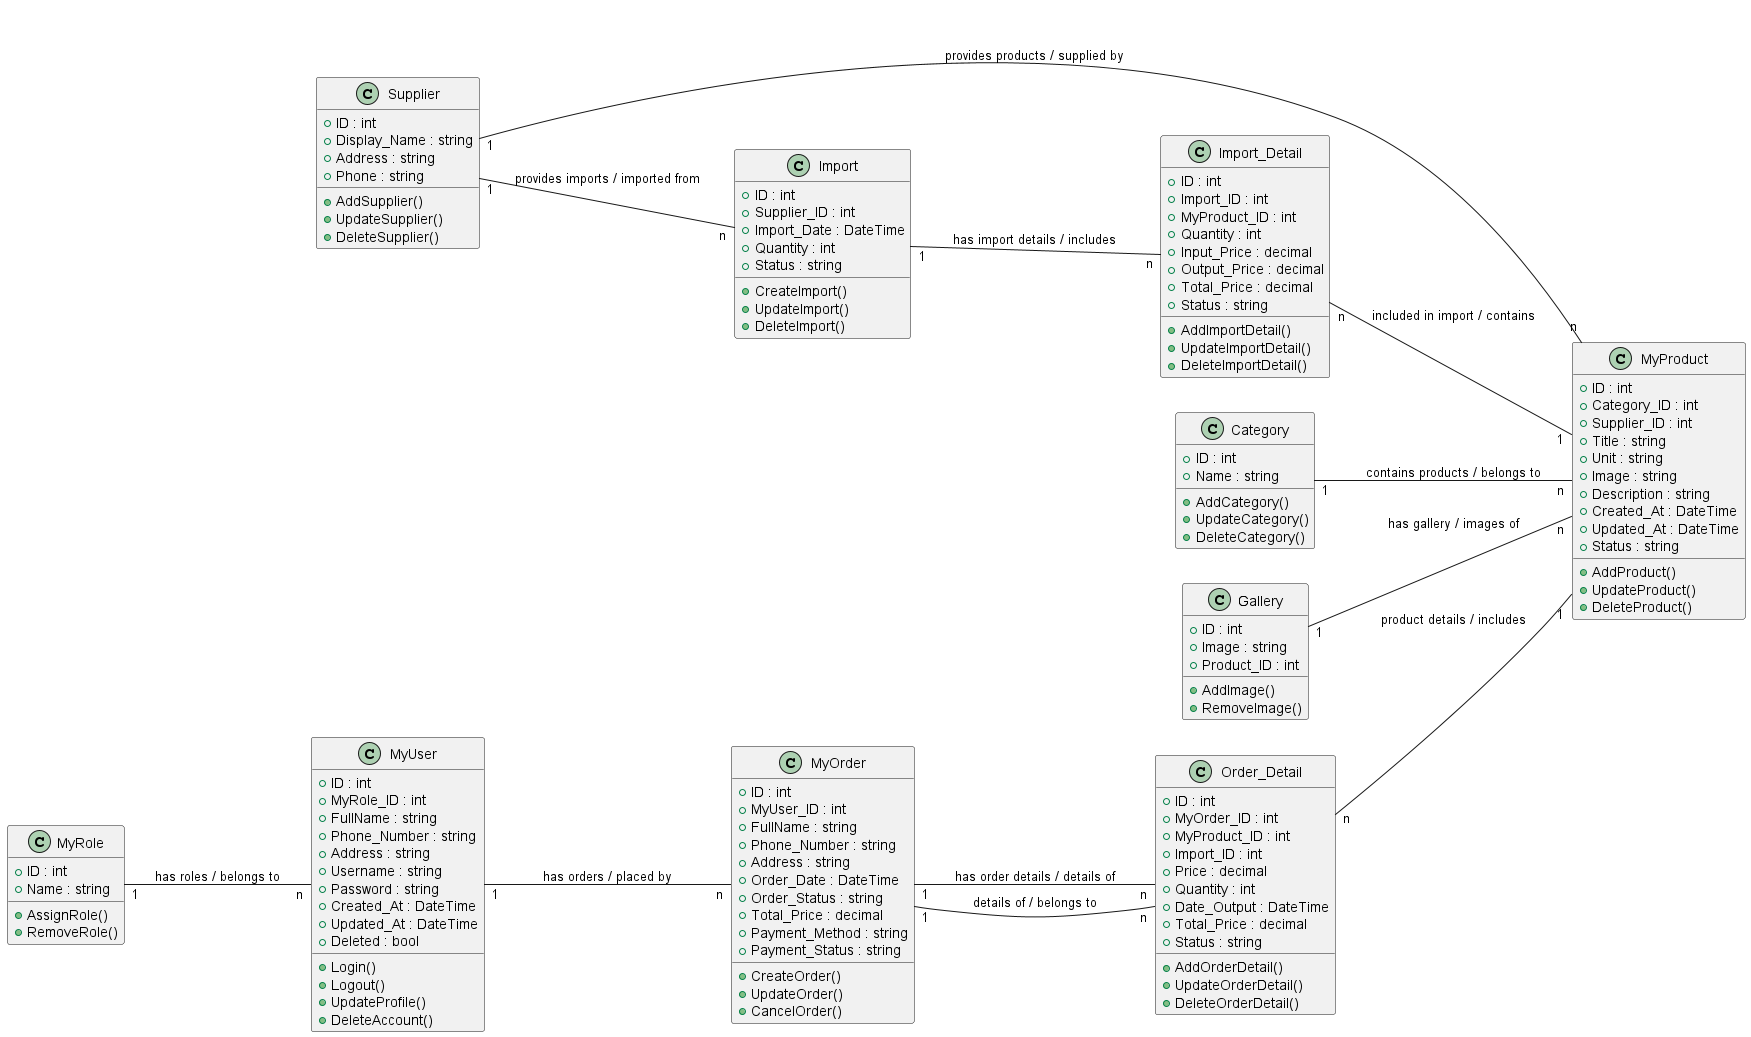 provides products / supplied by
C Supplier
ID : int
Display_Name : string
Address : string
Phone : string
AddSupplier()
UpdateSupplier()
DeleteSupplier()
1
n
provides imports / imported from
1
n
C Import
ID : int
Supplier_ID : int
Import_Date : DateTime
Quantity : int
Status : string
CreateImport()
UpdateImport()
DeleteImport()
has import details / includes
1
n
C Import_Detail
ID : int
Import_ID : int
MyProduct_ID : int
Quantity : int
Input_Price : decimal
Output_Price : decimal
Total_Price : decimal
Status : string
AddImportDetail()
UpdateImportDetail()
DeleteImportDetail()
included in import / contains
n
1
C MyProduct
ID : int
Category_ID : int
Supplier_ID : int
Title : string
Unit : string
Image : string
Description : string
Created_At : DateTime
Updated_At : DateTime
Status : string
AddProduct()
UpdateProduct()
DeleteProduct()
C Category
ID : int
Name : string
AddCategory()
UpdateCategory()
DeleteCategory()
contains products / belongs to
1
n
has gallery / images of
1
n
C Gallery
ID : int
Image : string
Product_ID : int
AddImage()
RemoveImage()
product details / includes
n
1
C MyRole
ID : int
Name : string
AssignRole()
RemoveRole()
has roles / belongs to
1
n
C MyUser
ID : int
MyRole_ID : int
FullName : string
Phone_Number : string
Address : string
Username : string
Password : string
Created_At : DateTime
Updated_At : DateTime
Deleted : bool
Login()
Logout()
UpdateProfile()
DeleteAccount()
has orders / placed by
1
n
C MyOrder
ID : int
MyUser_ID : int
FullName : string
Phone_Number : string
Address : string
Order_Date : DateTime
Order_Status : string
Total_Price : decimal
Payment_Method : string
Payment_Status : string
CreateOrder()
UpdateOrder()
CancelOrder()
has order details / details of
1
n
details of / belongs to
1
n
C Order_Detail
ID : int
MyOrder_ID : int
MyProduct_ID : int
Import_ID : int
Price : decimal
Quantity : int
Date_Output : DateTime
Total_Price : decimal
Status : string
AddOrderDetail()
UpdateOrderDetail()
DeleteOrderDetail()